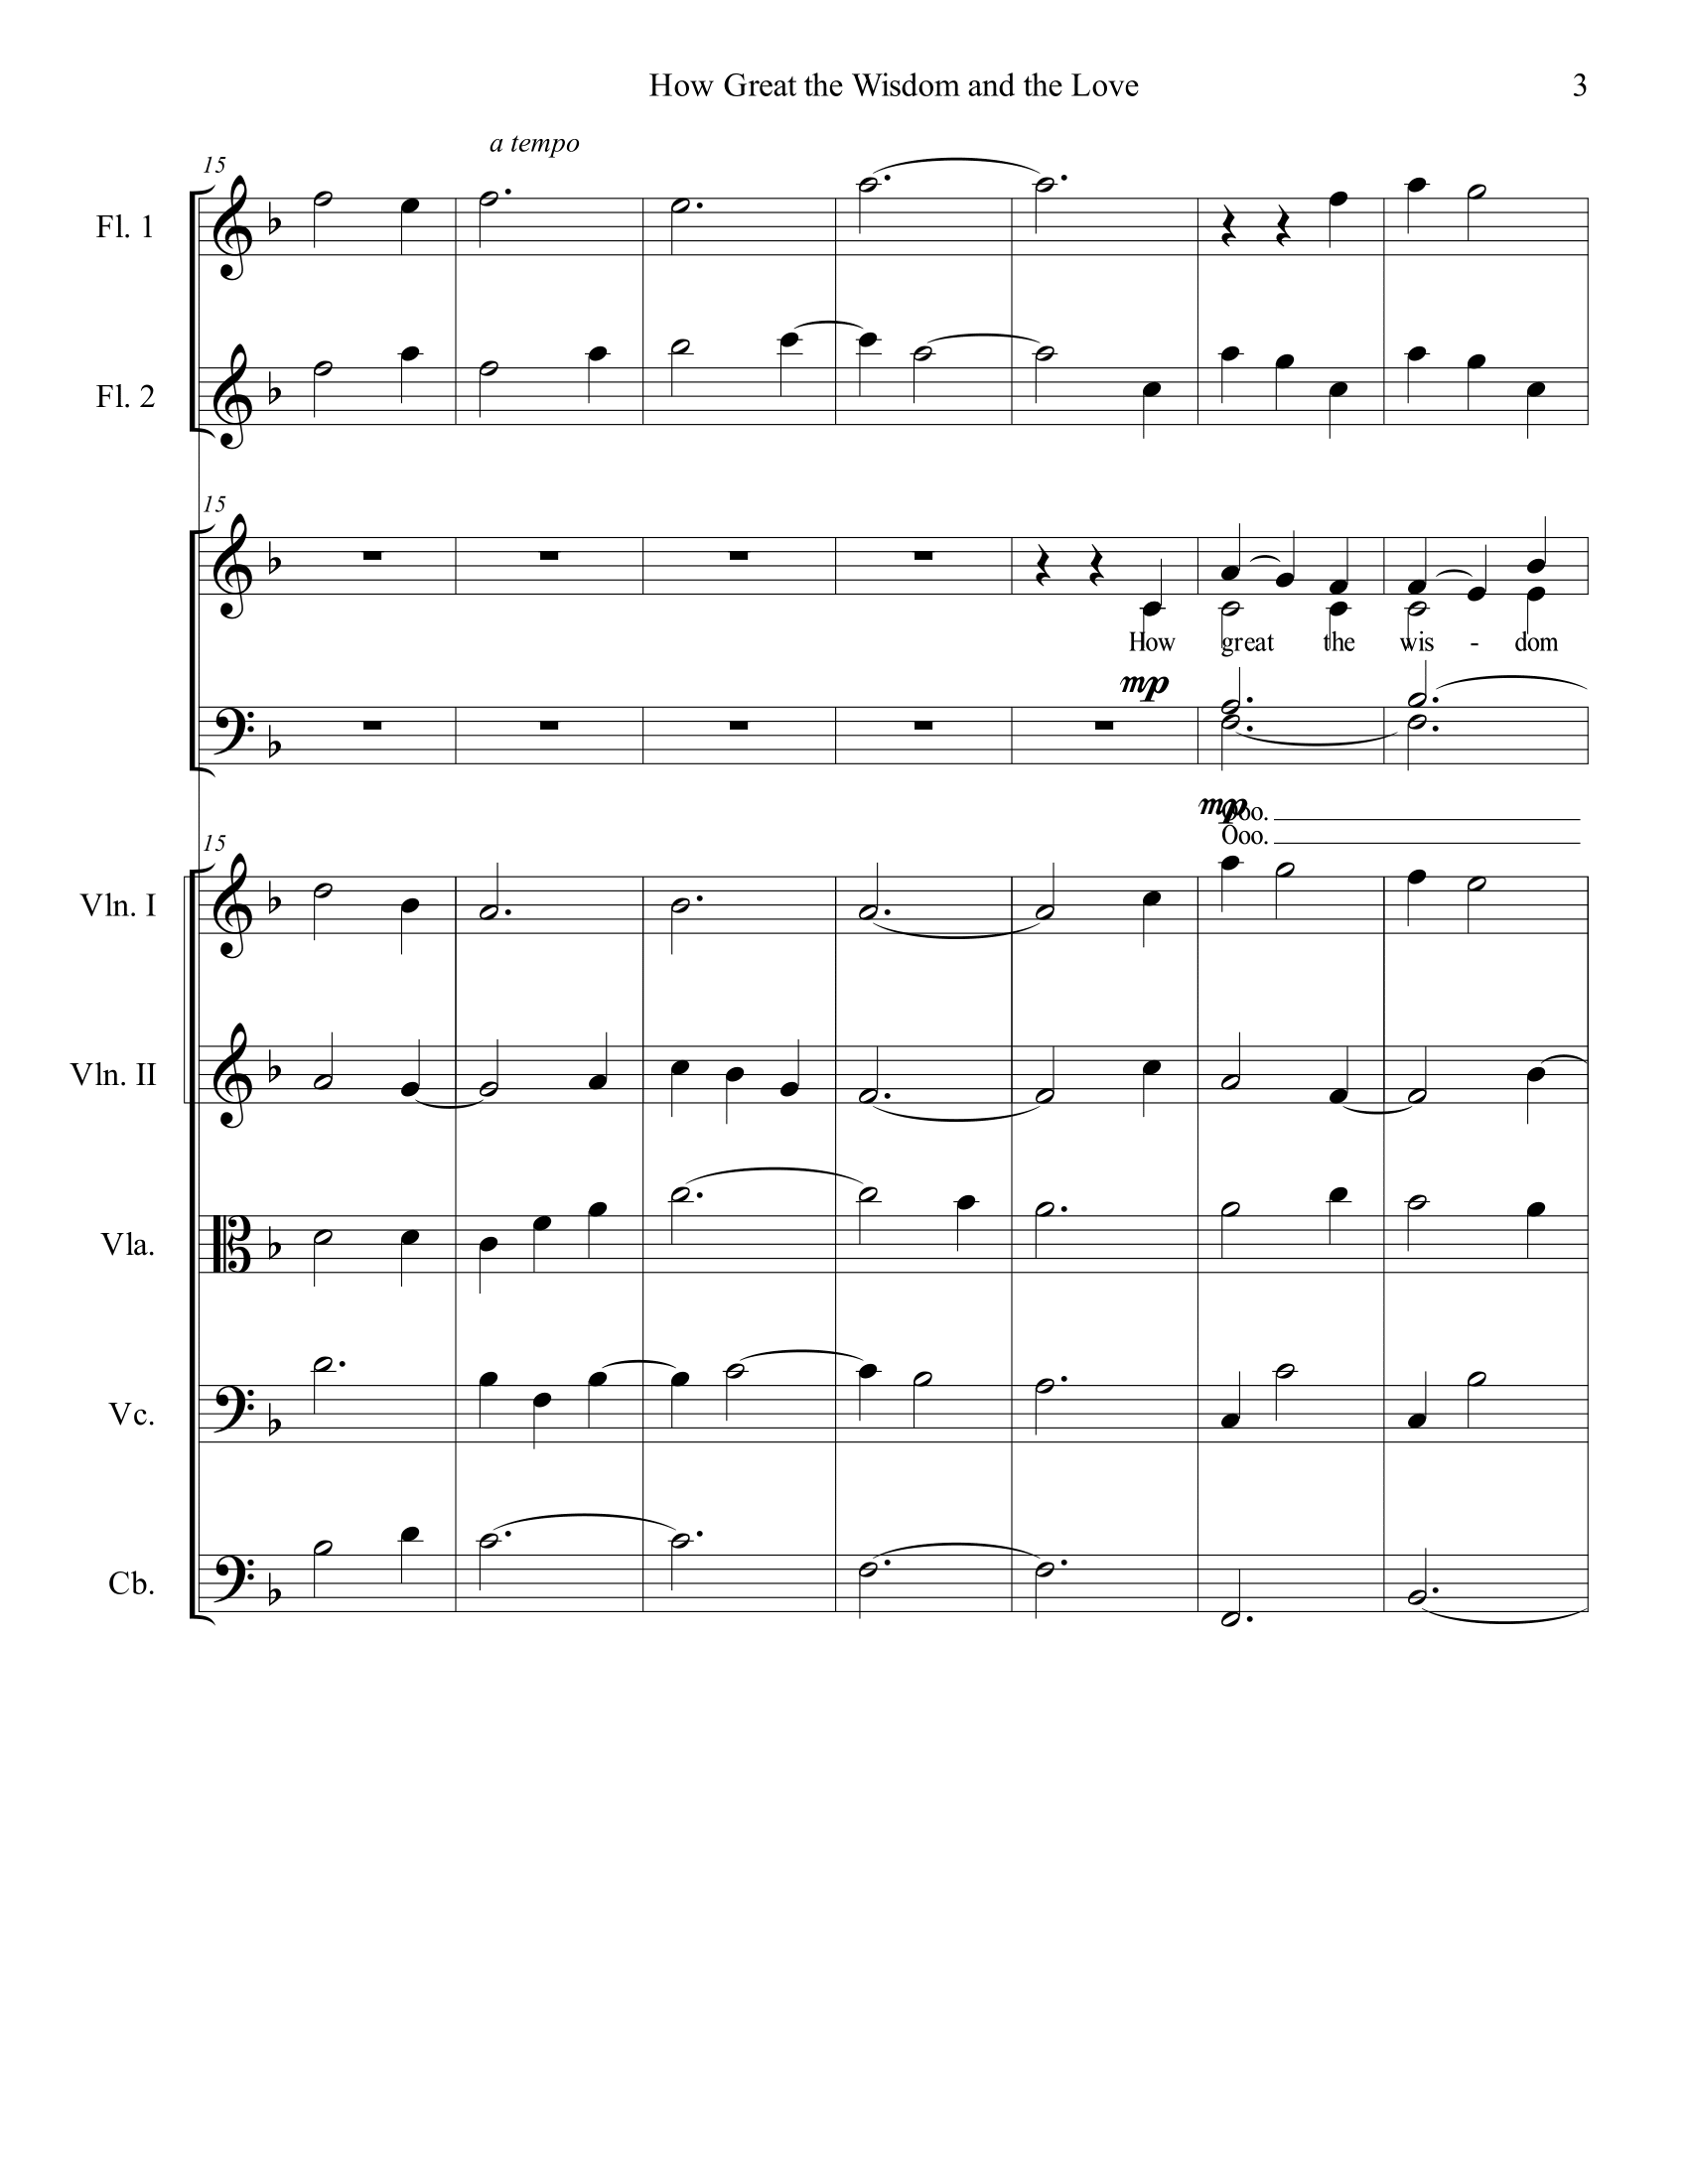 How Great the Wisdom and the Love
3
a tempo
15
Fl. 1
Fl. 2
15
How great the wis - dom
mp
mp
Ooo.
Ooo.
15
Vln. I
Vln. II
Vla.
Vc.
Cb.